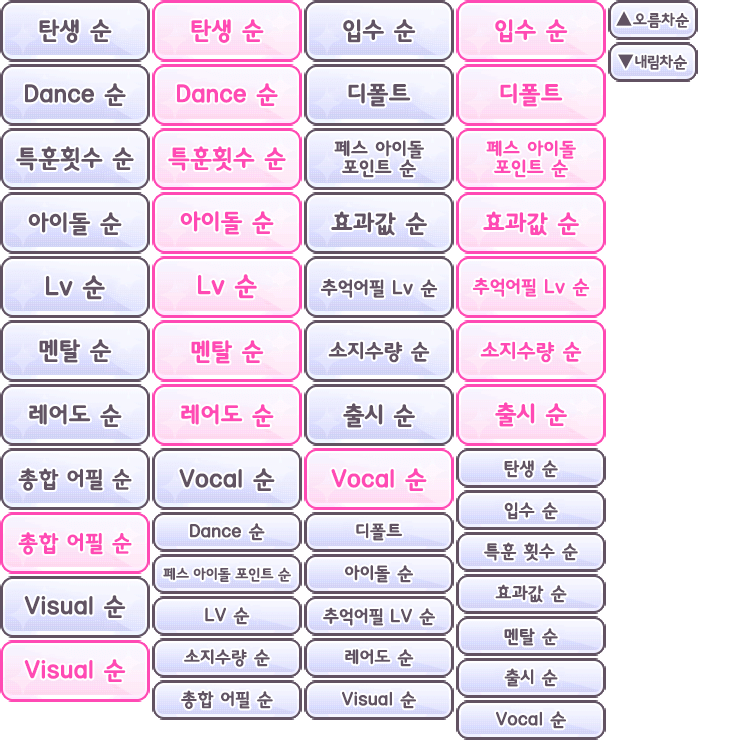 탄생 순
탄생 순
입수 순
입수 순
▲오름차순
▼내림차순
Dance 순
Dance 순
디폴트
디폴트
특훈횟수 순
특훈횟수 순
페스 아이돌
포인트 순
페스 아이돌
포인트 순
아이돌 순
아이돌 순
효과값 순
효과값 순
Lv 순
Lv 순
추억어필 Lv 순
추억어필 Lv 순
멘탈 순
멘탈 순
소지수량 순
소지수량 순
레어도 순
레어도 순
출시 순
출시 순
총합 어필 순
Vocal 순
Vocal 순
탄생 순
입수 순
총합 어필 순
Dance 순
디폴트
특훈 횟수 순
페스 아이돌 포인트 순
아이돌 순
효과값 순
Visual 순
LV 순
추억어필 LV 순
멘탈 순
Visual 순
소지수량 순
레어도 순
출시 순
총합 어필 순
Visual 순
Vocal 순